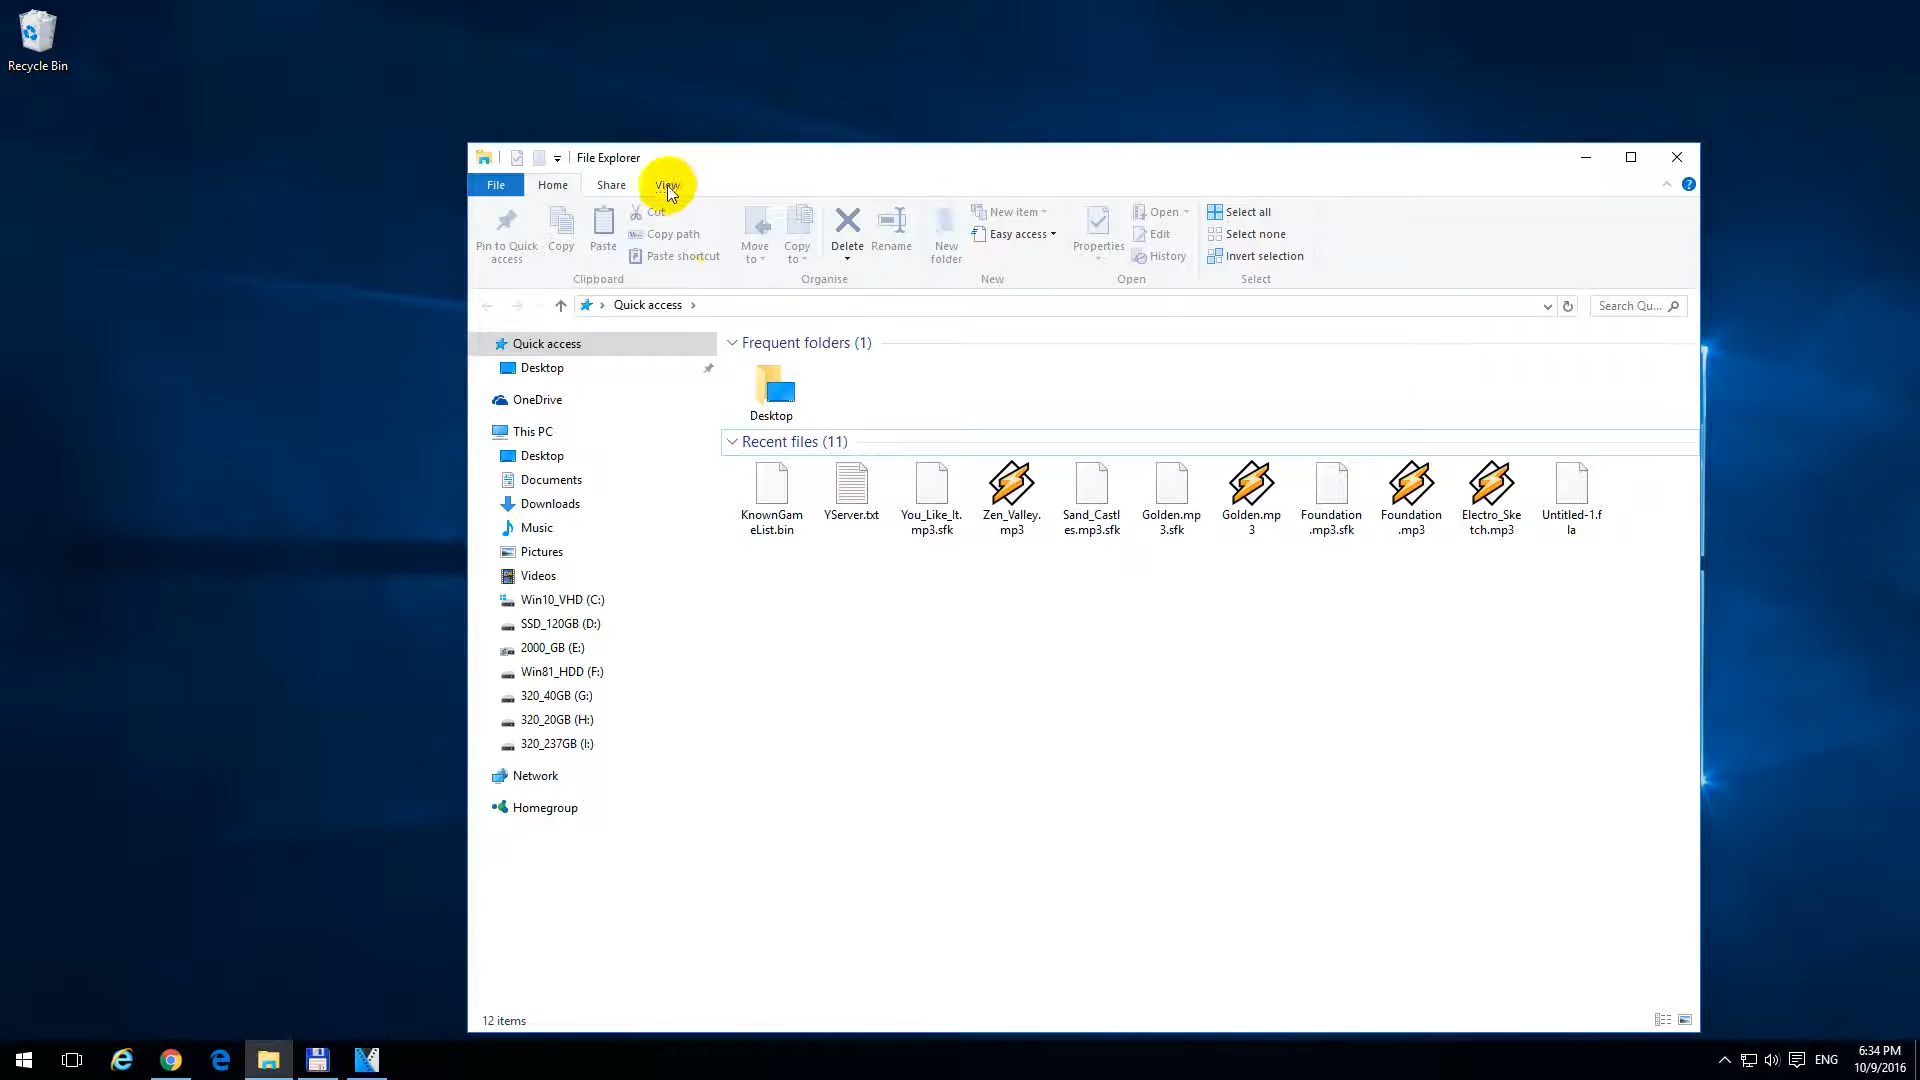 Recycle Bin
File Explorer
File Home Share View
Pin to Quick access
Copy
Paste
Cut
Copy path
Paste shortcut
Clipboard
Move to
Copy to
Delete
Rename
Organise
New folder
New item
Easy access
New
Properties
Open
Edit
History
Open
Select all
Select none
Invert selection
Select
Quick access
Search Qu...
Quick access
Desktop
OneDrive
This PC
Desktop
Documents
Downloads
Music
Pictures
Videos
Win10_VHD (C:)
SSD_120GB (D:)
2000_GB (E:)
Win81_HDD (F:)
320_40GB (G:)
320_20GB (H:)
320_237GB (I:)
Network
Homegroup
Frequent folders (1)
Desktop
Recent files (11)
KnownGam
eList.bin
YServer.txt
You_Like_It.
mp3.sfk
Zen_Valley.
mp3
Sand_Castl
es.mp3.sfk
Golden.mp
3.sfk
Golden.mp
3
Foundation
.mp3.sfk
Foundation
.mp3
Electro_Ske
tch.mp3
Untitled-1.f
la
12 items
ENG
6:34 PM
10/9/2016